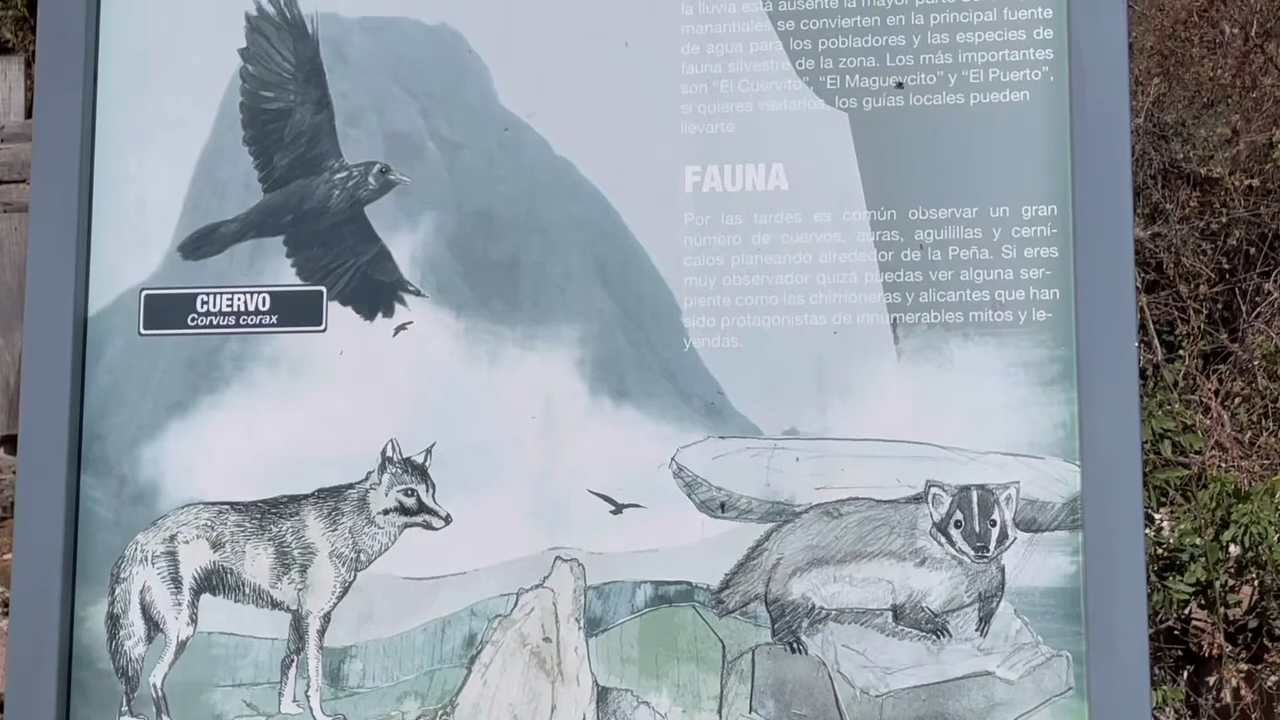 la lluvia está ausente la mayor parte
manantiales se convierten en la principal fuente
de agua para los pobladores y las especies de
fauna silvestre de la zona. Los más importantes
son “El Cuervito”, “El Magueycito” y “El Puerto”,
si quieres visitarlos, los guías locales pueden
llevarte.
FAUNA
Por las tardes es común observar un gran
número de cuervos, auras, aguilillas y cerní-
calos planeando alrededor de la Peña. Si eres
muy observador quizá puedas ver alguna ser-
piente como las chirrioneras y alicantes que han
sido protagonistas de innumerables mitos y le-
yendas.
CUERVO
Corvus corax